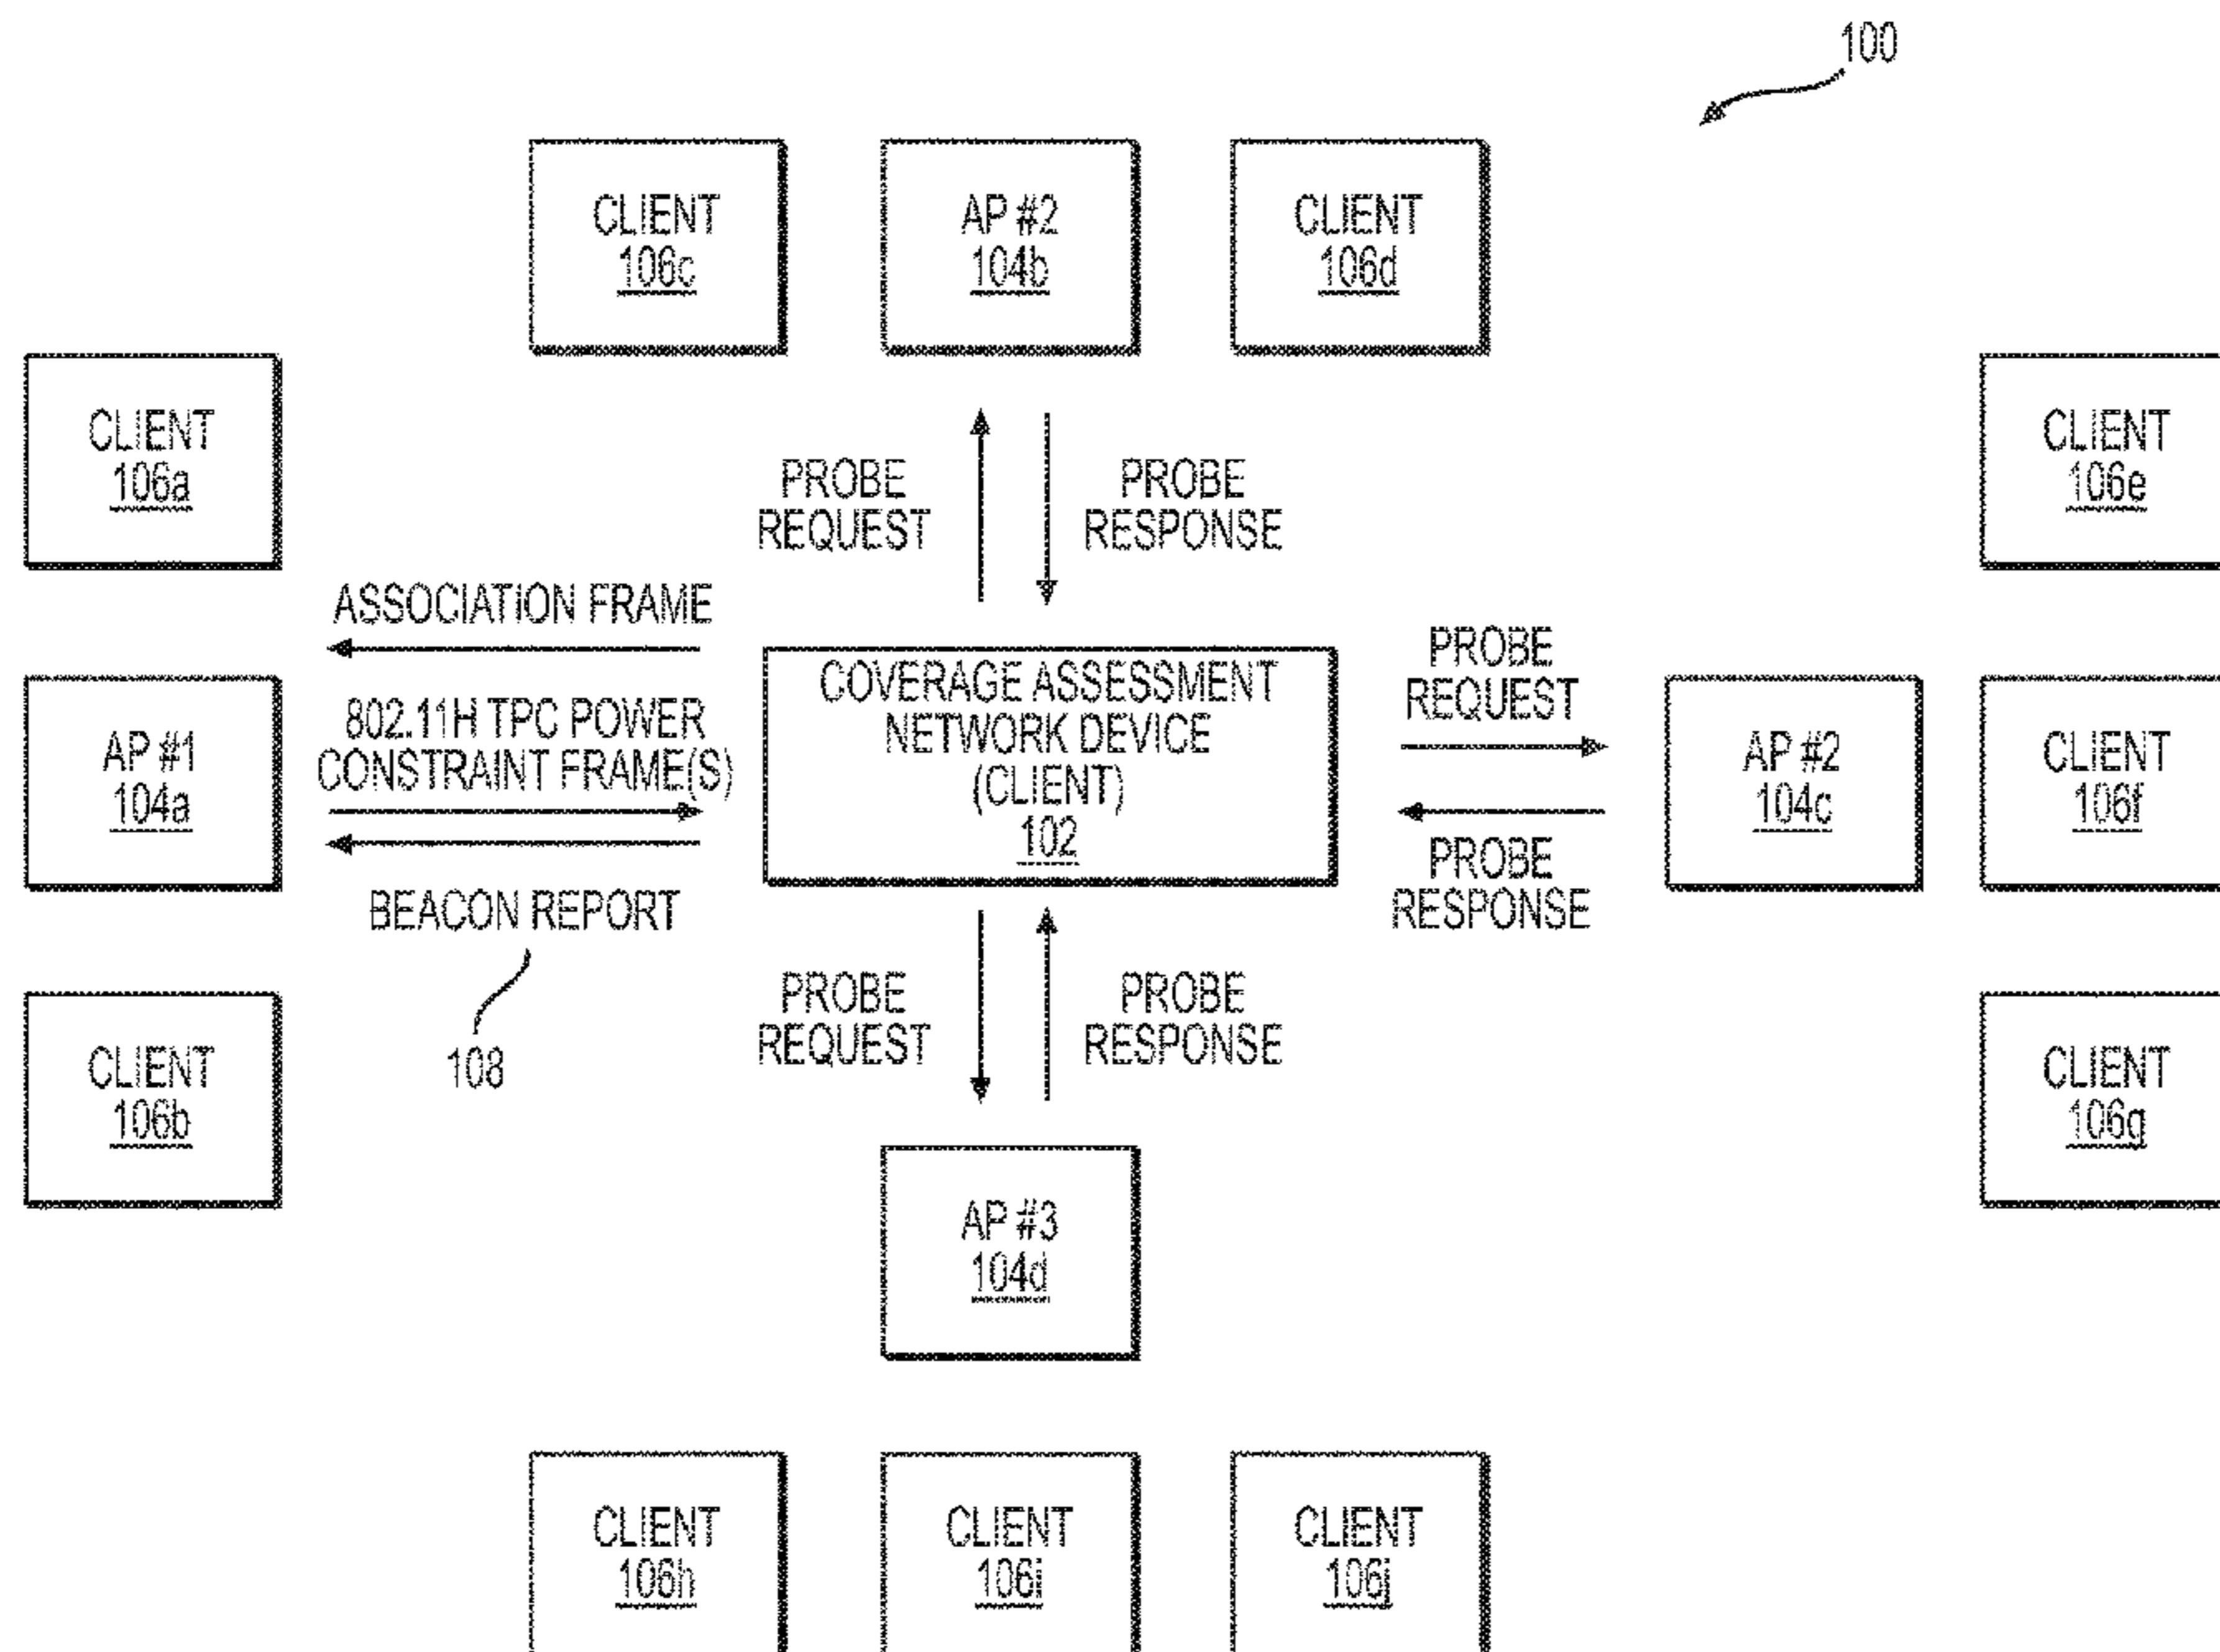 100
CLIENT
106c
AP #2
104b
CLIENT
106d
CLIENT
106a
PROBE
REQUEST
PROBE
RESPONSE
CLIENT
106e
ASSOCIATION FRAME
AP #1
104a
802.11H TPC POWER
CONSTRAINT FRAME(S)
BEACON REPORT
108
COVERAGE ASSESSMENT
NETWORK DEVICE
(CLIENT)
102
PROBE
REQUEST
PROBE
RESPONSE
AP #2
104c
CLIENT
106f
CLIENT
106b
PROBE
REQUEST
PROBE
RESPONSE
CLIENT
106g
AP #3
104d
CLIENT
106h
CLIENT
106i
CLIENT
106j